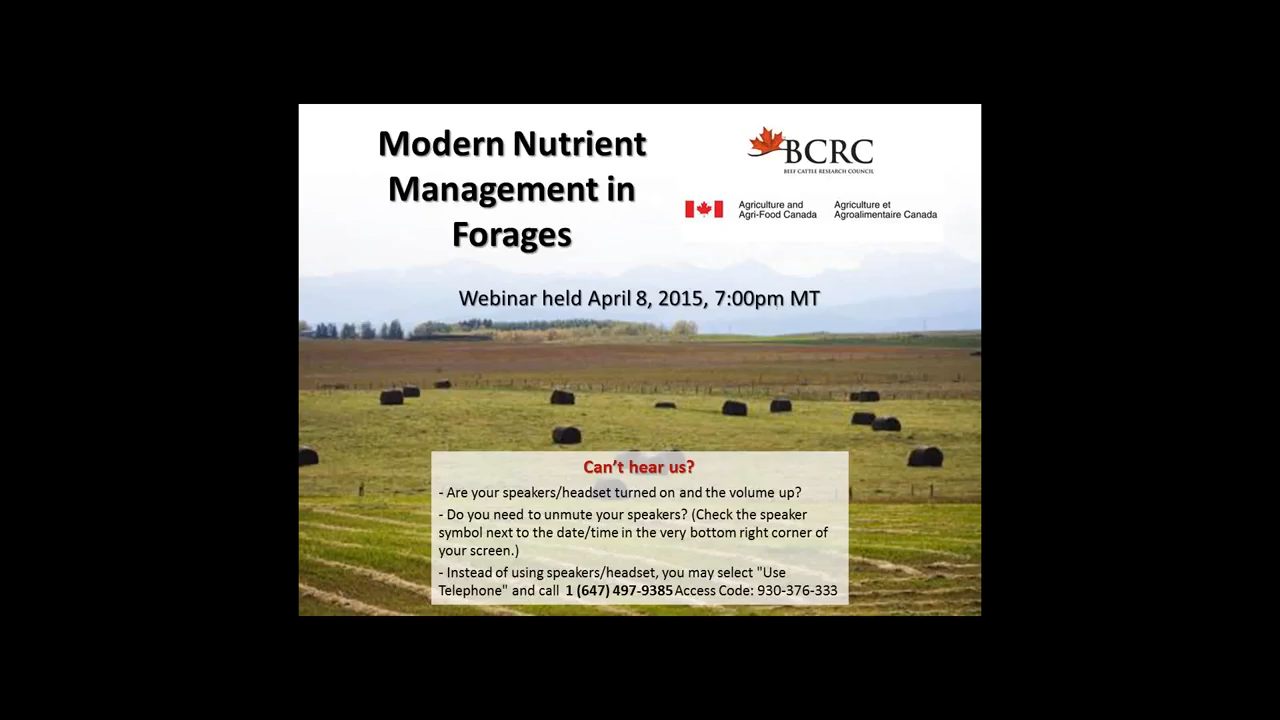 Modern Nutrient
Management in
Forages
BCRC
BEEF CATTLE RESEARCH COUNCIL
Agriculture and
Agri-Food Canada
Agriculture et
Agroalimentaire Canada
Webinar held April 8, 2015, 7:00pm MT
Can't hear us?
- Are your speakers/headset turned on and the volume up?
- Do you need to unmute your speakers? (Check the speaker
symbol next to the date/time in the very bottom right corner of
your screen.)
- Instead of using speakers/headset, you may select "Use
Telephone" and call 1 (647) 497-9385 Access Code: 930-376-333